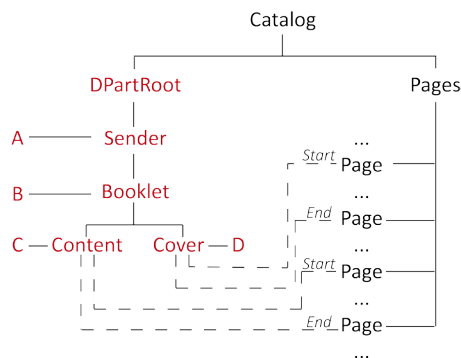 Catalog
DPartRoot Pages
A Sender
...
Start Page
B Booklet
...
End Page
C Content Cover D
...
Start Page
...
End Page
...